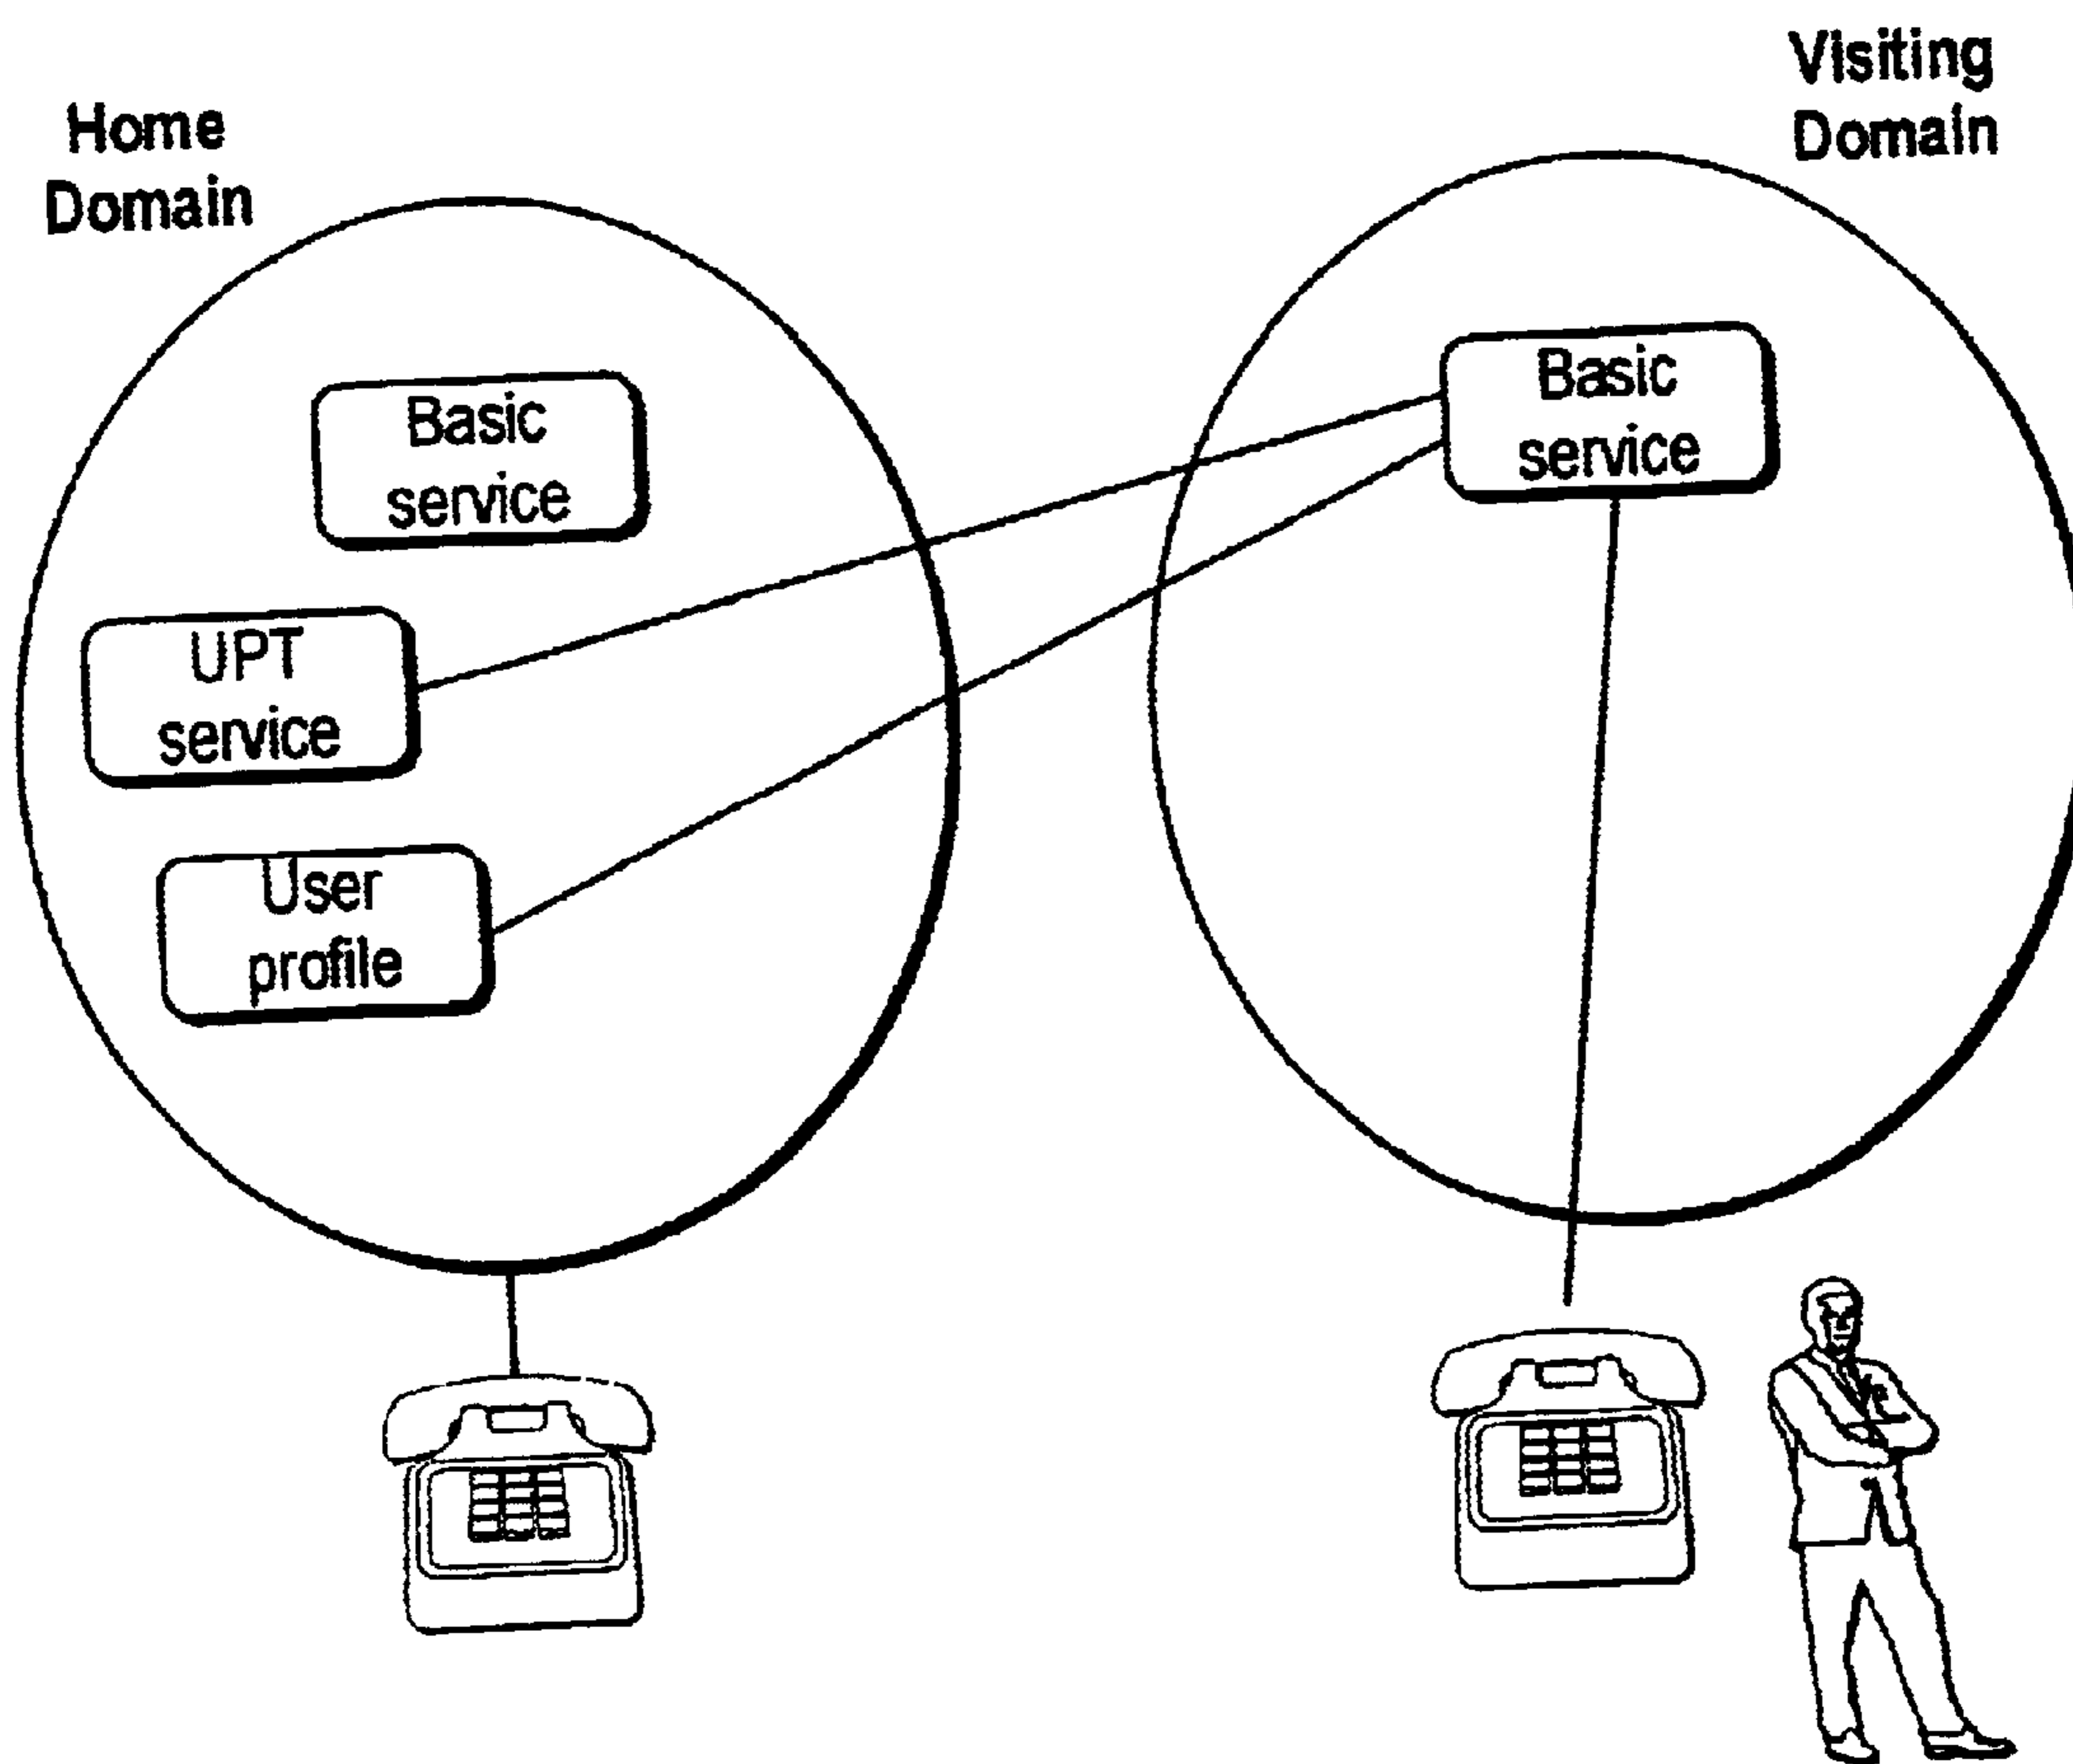 Home
Domain
Visiting
Domain
Basic
service
UPT
service
User
profile
Basic
service